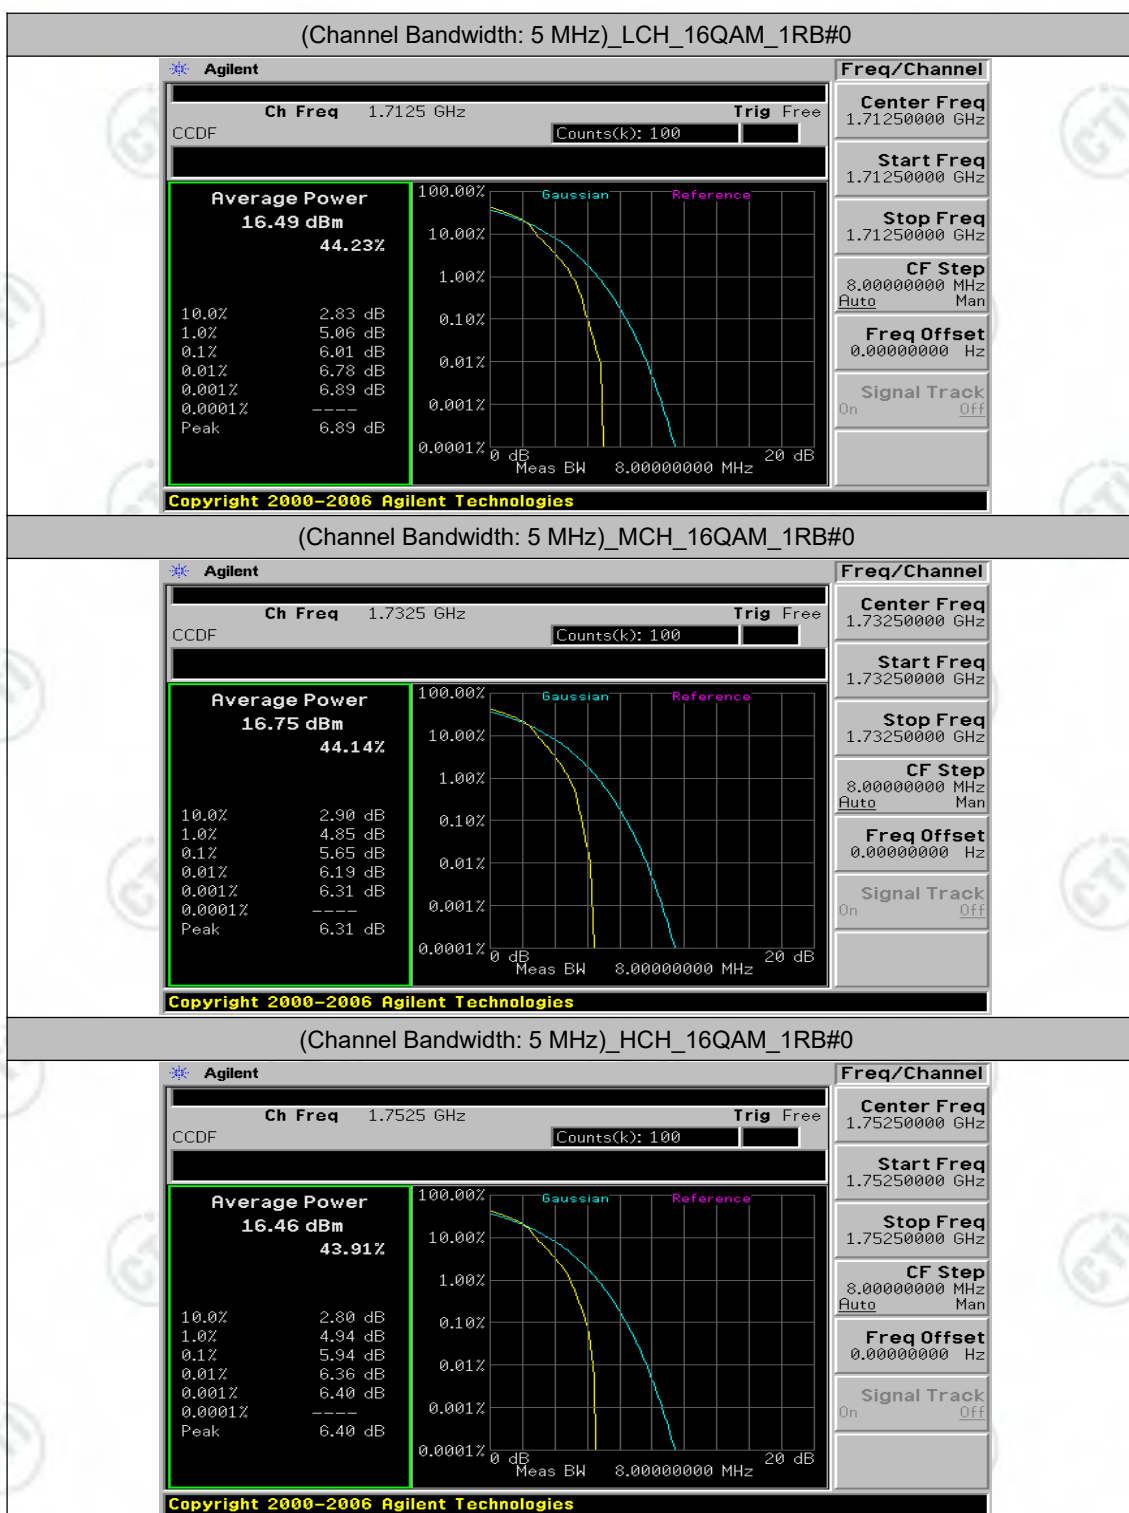 (Channel Bandwidth: 5 MHz)_LCH_16QAM_1RB#0
Agilent
Freq/Channel
Ch Freq 1.7125 GHz Trig Free
CCDF Counts(k): 100
Average Power
16.49 dBm
44.23%
10.0% 2.83 dB
1.0% 5.06 dB
0.1% 6.01 dB
0.01% 6.78 dB
0.001% 6.89 dB
0.0001% ----
Peak 6.89 dB
100.00% Gaussian Reference
10.00%
1.00%
0.10%
0.01%
0.001%
0.0001%
0 dB 20 dB
Meas BW 8.00000000 MHz
Center Freq
1.71250000 GHz
Start Freq
1.71250000 GHz
Stop Freq
1.71250000 GHz
CF Step
8.00000000 MHz
Auto Man
Freq Offset
0.00000000 Hz
Signal Track
On Off
Copyright 2000-2006 Agilent Technologies
(Channel Bandwidth: 5 MHz)_MCH_16QAM_1RB#0
Agilent
Freq/Channel
Ch Freq 1.7325 GHz Trig Free
CCDF Counts(k): 100
Average Power
16.75 dBm
44.14%
10.0% 2.90 dB
1.0% 4.85 dB
0.1% 5.65 dB
0.01% 6.19 dB
0.001% 6.31 dB
0.0001% ----
Peak 6.31 dB
100.00% Gaussian Reference
10.00%
1.00%
0.10%
0.01%
0.001%
0.0001%
0 dB 20 dB
Meas BW 8.00000000 MHz
Center Freq
1.73250000 GHz
Start Freq
1.73250000 GHz
Stop Freq
1.73250000 GHz
CF Step
8.00000000 MHz
Auto Man
Freq Offset
0.00000000 Hz
Signal Track
On Off
Copyright 2000-2006 Agilent Technologies
(Channel Bandwidth: 5 MHz)_HCH_16QAM_1RB#0
Agilent
Freq/Channel
Ch Freq 1.7525 GHz Trig Free
CCDF Counts(k): 100
Average Power
16.46 dBm
43.91%
10.0% 2.80 dB
1.0% 4.94 dB
0.1% 5.94 dB
0.01% 6.36 dB
0.001% 6.40 dB
0.0001% ----
Peak 6.40 dB
100.00% Gaussian Reference
10.00%
1.00%
0.10%
0.01%
0.001%
0.0001%
0 dB 20 dB
Meas BW 8.00000000 MHz
Center Freq
1.75250000 GHz
Start Freq
1.75250000 GHz
Stop Freq
1.75250000 GHz
CF Step
8.00000000 MHz
Auto Man
Freq Offset
0.00000000 Hz
Signal Track
On Off
Copyright 2000-2006 Agilent Technologies